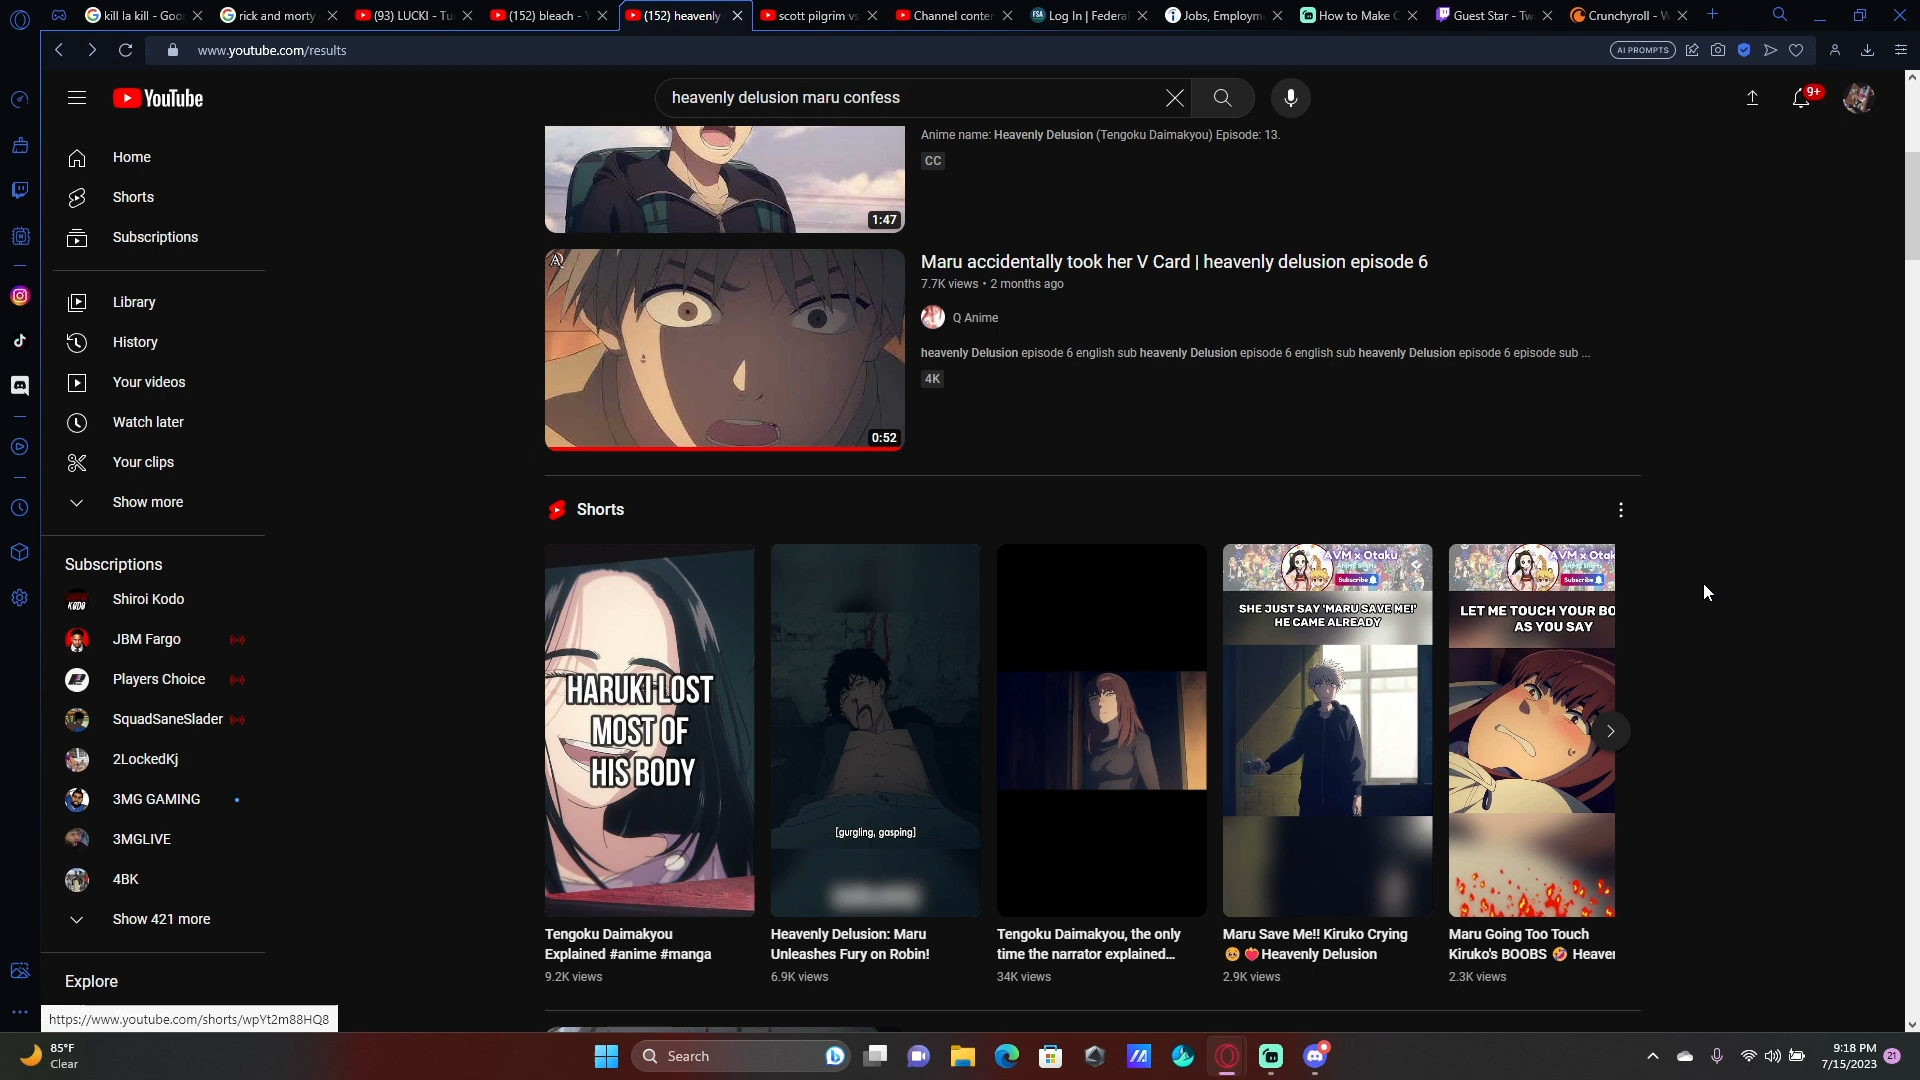 kill la kill - Goo
rick and morty
(93) LUCKI - Tu
(152) bleach - Y
(152) heavenly
scott pilgrim vs
Channel conten
Log In | Federal
Jobs, Employm
How to Make C
Guest Star - Tw
Crunchyroll - W
www.youtube.com/results
AI PROMPTS
YouTube
heavenly delusion maru confess
9+
Home
Shorts
Subscriptions
Library
History
Your videos
Watch later
Your clips
Show more
Subscriptions
Shiroi Kodo
JBM Fargo
Players Choice
SquadSaneSlader
2LockedKj
3MG GAMING
3MGLIVE
4BK
Show 421 more
Explore
https://www.youtube.com/shorts/wpYt2m88HQ8
Anime name: Heavenly Delusion (Tengoku Daimakyou) Episode: 13.
CC
1:47
Maru accidentally took her V Card | heavenly delusion episode 6
7.7K views • 2 months ago
Q Anime
heavenly Delusion episode 6 english sub heavenly Delusion episode 6 english sub heavenly Delusion episode 6 episode sub ...
4K
0:52
Shorts
HARUKI LOST
MOST OF
HIS BODY
Tengoku Daimakyou
Explained #anime #manga
9.2K views
[gurgling, gasping]
Heavenly Delusion: Maru
Unleashes Fury on Robin!
6.9K views
Tengoku Daimakyou, the only
time the narrator explained...
34K views
AVM x Otaku
Subscribe
SHE JUST SAY 'MARU SAVE ME!'
HE CAME ALREADY
Maru Save Me!! Kiruko Crying
🥺 ❤️‍🔥 Heavenly Delusion
2.9K views
AVM x Otak
Subscribe
LET ME TOUCH YOUR BO
AS YOU SAY
Maru Going Too Touch
Kiruko's BOOBS 🤣 Heaven
2.3K views
85°F
Clear
Search
9:18 PM
7/15/2023
21